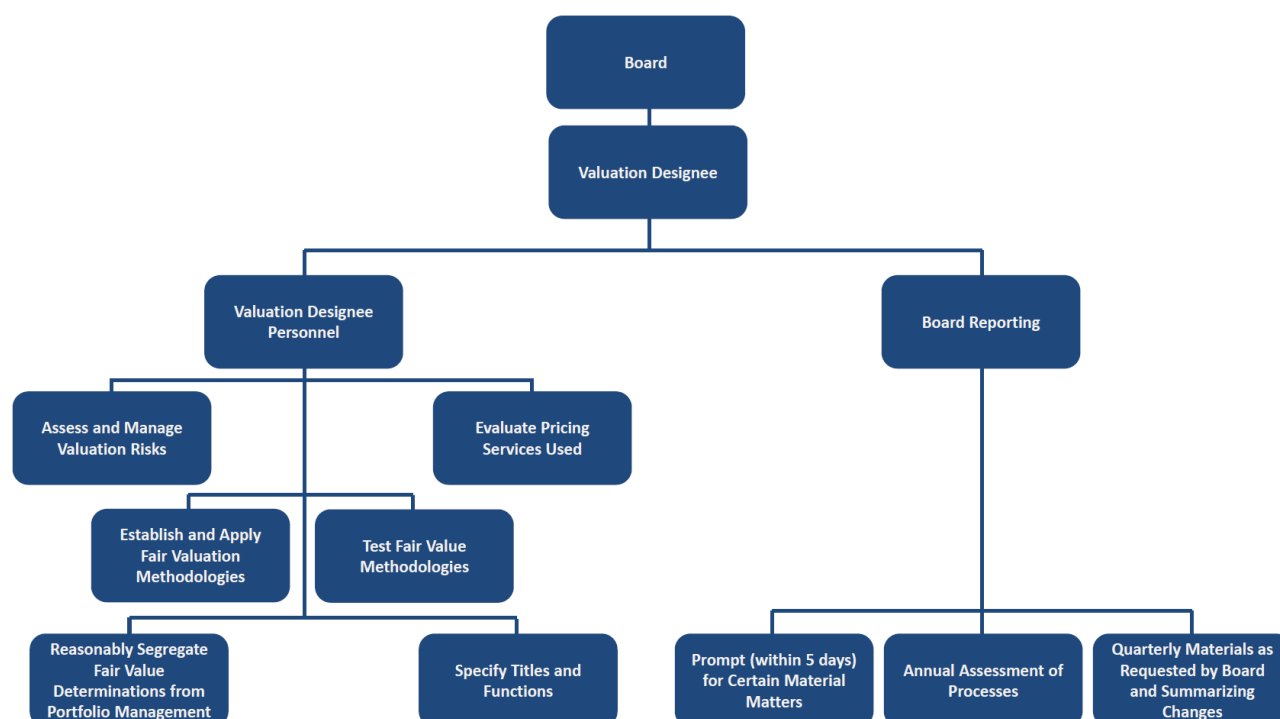 Board
Valuation Designee
Valuation Designee
Personnel
Board Reporting
Assess and Manage
Valuation Risks
Evaluate Pricing
Services Used
Establish and Apply
Fair Valuation
Methodologies
Test Fair Value
Methodologies
Reasonably Segregate
Fair Value
Determinations from
Portfolio Management
Specify Titles and
Functions
Prompt (within 5 days)
for Certain Material
Matters
Annual Assessment of
Processes
Quarterly Materials as
Requested by Board
and Summarizing
Changes